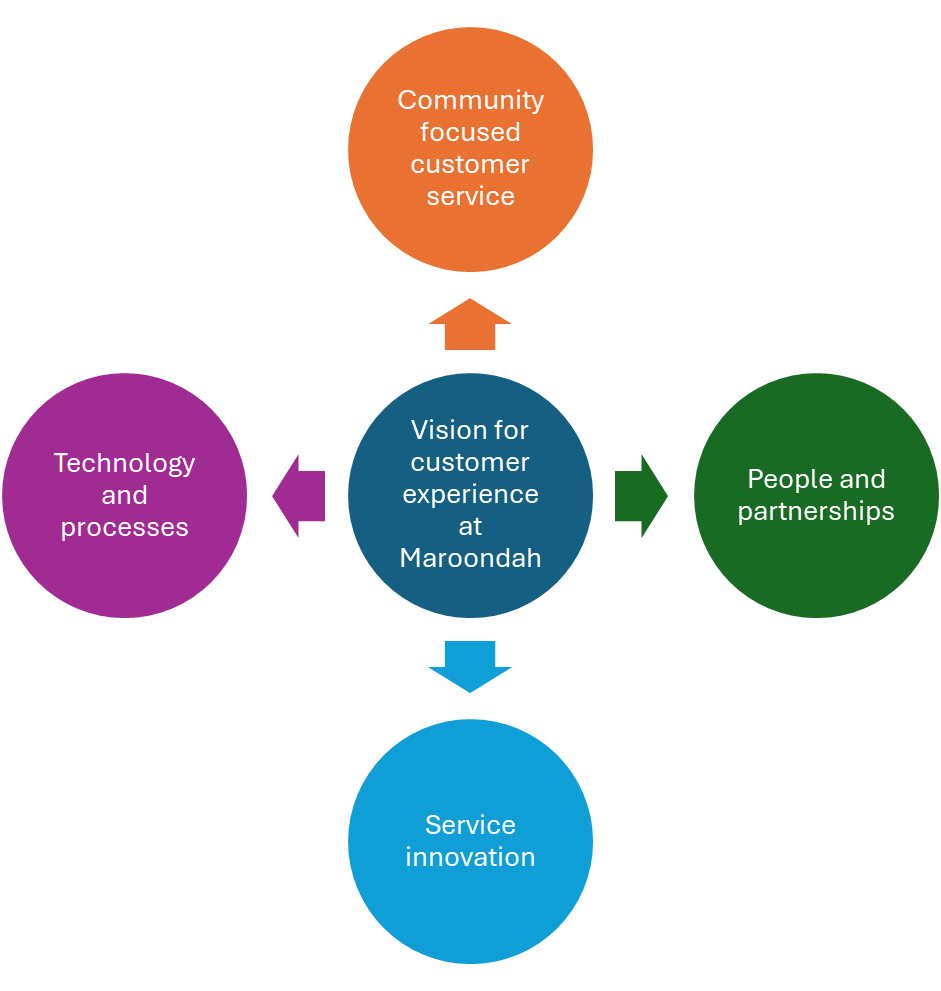 Community
focused
customer
service
Technology
and
processes
Vision for
customer
experience
at
Maroondah
People and
partnerships
Service
innovation